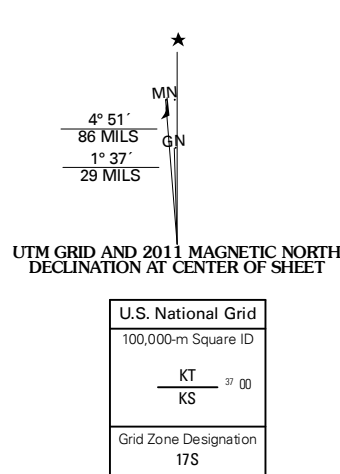 MN
4° 51´
86 MILS
GN
1° 37´
29 MILS
UTM GRID AND 2011 MAGNETIC NORTH
DECLINATION AT CENTER OF SHEET
U.S. National Grid
100,000-m Square ID
KT
37 00
KS
Grid Zone Designation
17S